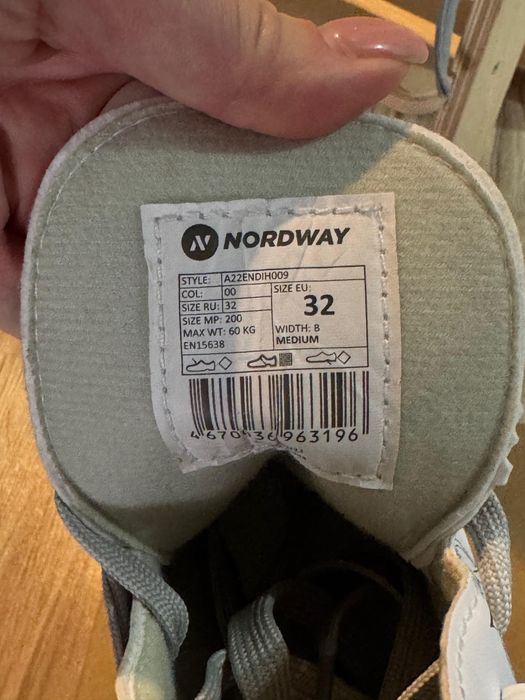 NORDWAY
STYLE: A22ENDIH009
COL: 00
SIZE RU: 32
SIZE MP: 200
MAX WT: 60 KG
EN15638
SIZE EU:
32
WIDTH: B
MEDIUM
963196